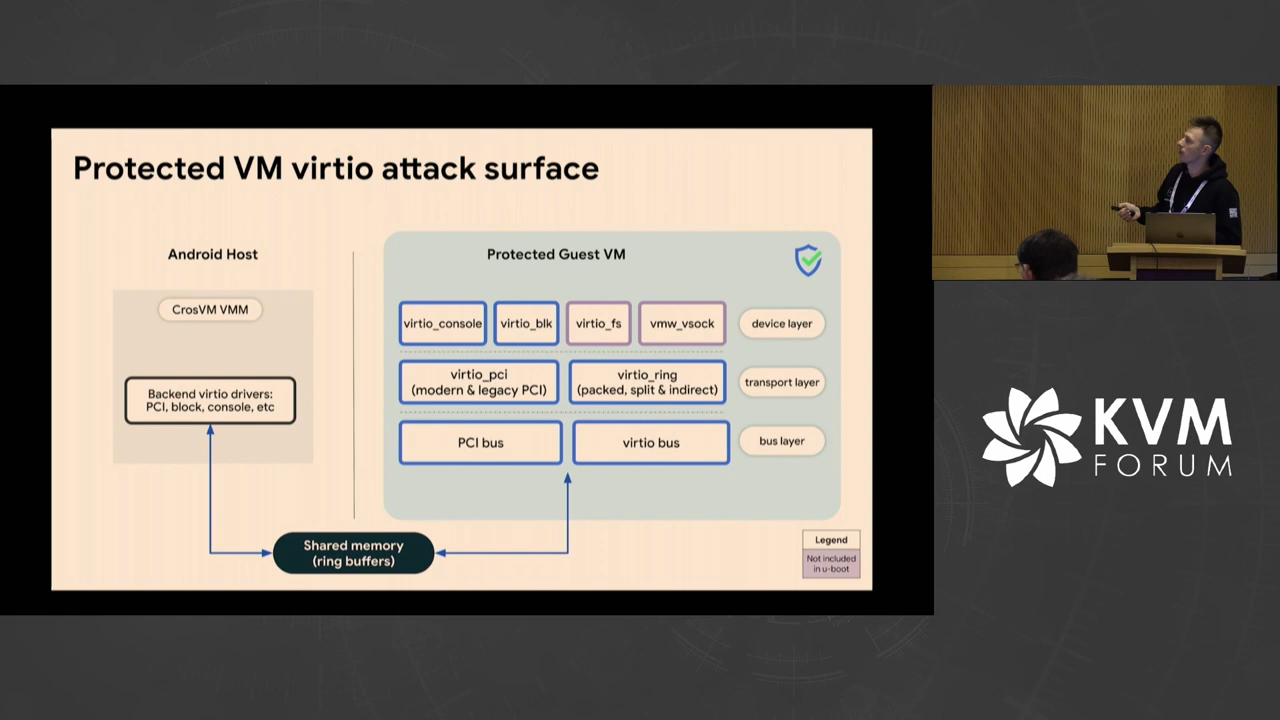 Protected VM virtio attack surface
Android Host
Protected Guest VM
CrosVM VMM
virtio_console
virtio_blk
virtio_fs
vmw_vsock
device layer
Backend virtio drivers:
PCI, block, console, etc
virtio_pci
(modern & legacy PCI)
virtio_ring
(packed, split & indirect)
transport layer
PCI bus
virtio bus
bus layer
Shared memory
(ring buffers)
Legend
Not included
in u-boot
KVM
FORUM